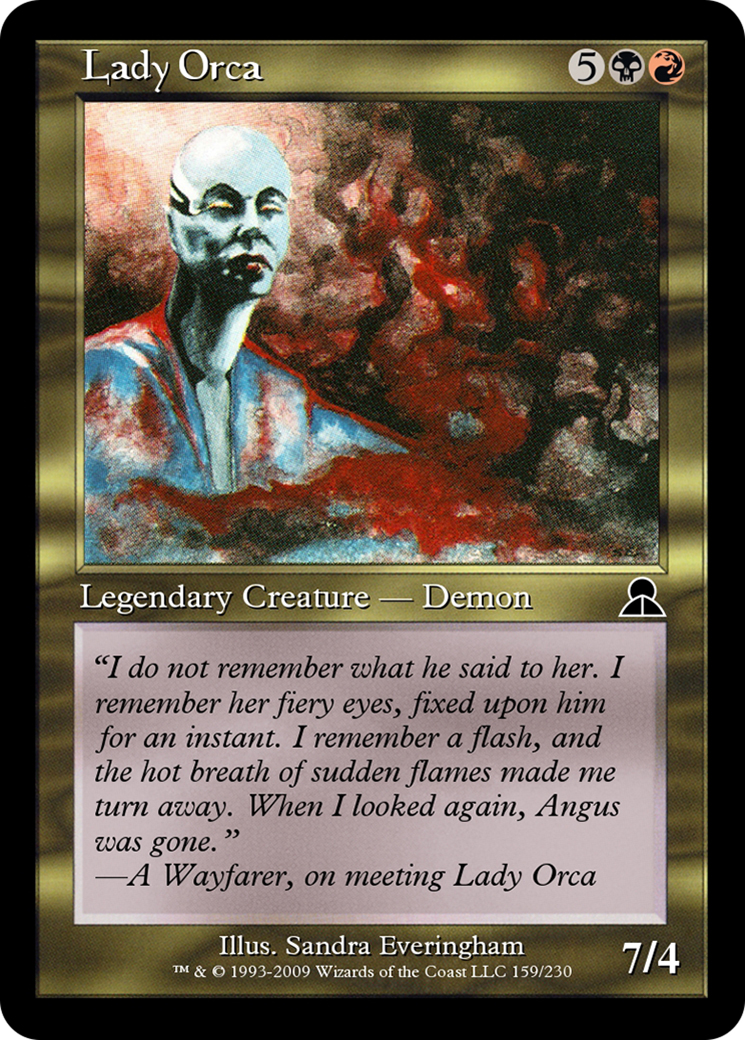 Lady Orca 5
Legendary Creature — Demon
“I do not remember what he said to her. I
remember her fiery eyes, fixed upon him
for an instant. I remember a flash, and
the hot breath of sudden flames made me
turn away. When I looked again, Angus
was gone.”
—A Wayfarer, on meeting Lady Orca
Illus. Sandra Everingham
™ & © 1993-2009 Wizards of the Coast LLC 159/230
7/4